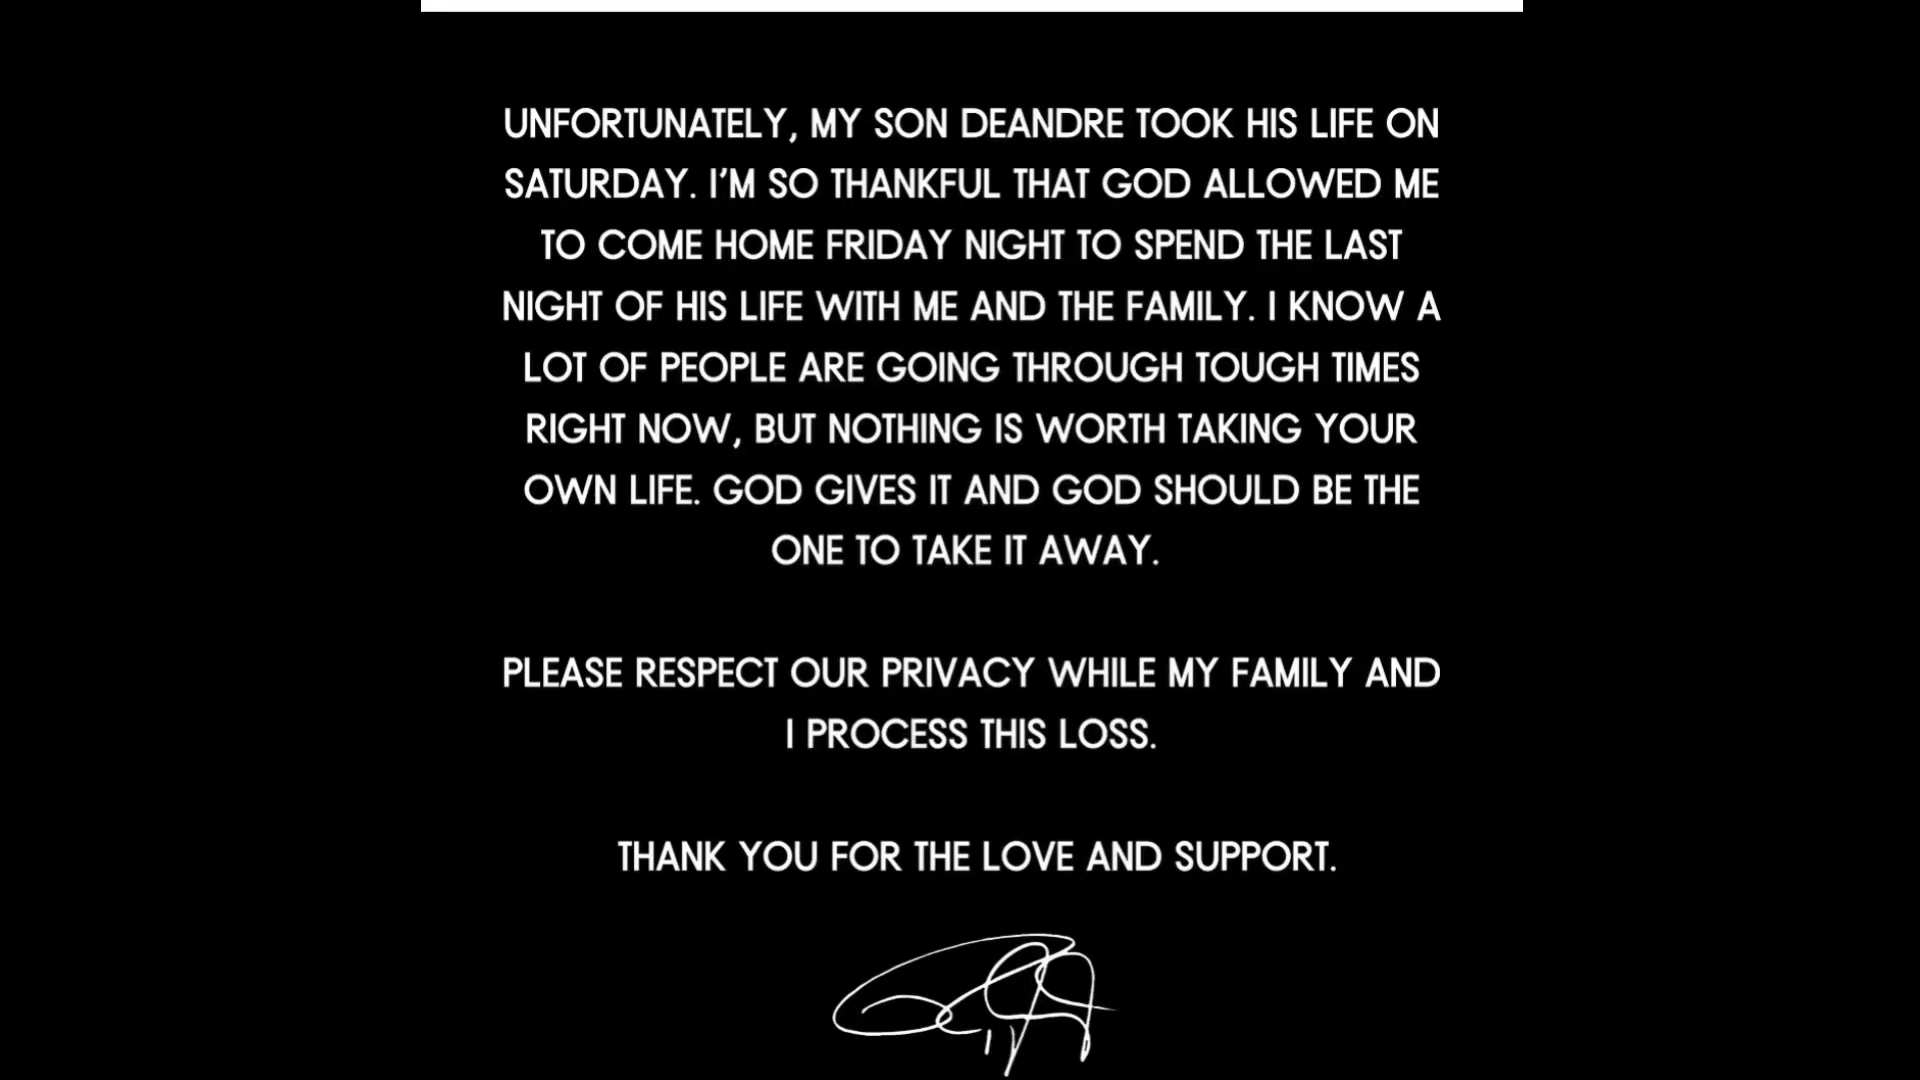 UNFORTUNATELY, MY SON DEANDRE TOOK HIS LIFE ON
SATURDAY. I'M SO THANKFUL THAT GOD ALLOWED ME
TO COME HOME FRIDAY NIGHT TO SPEND THE LAST
NIGHT OF HIS LIFE WITH ME AND THE FAMILY. I KNOW A
LOT OF PEOPLE ARE GOING THROUGH TOUGH TIMES
RIGHT NOW, BUT NOTHING IS WORTH TAKING YOUR
OWN LIFE. GOD GIVES IT AND GOD SHOULD BE THE
ONE TO TAKE IT AWAY.
PLEASE RESPECT OUR PRIVACY WHILE MY FAMILY AND
I PROCESS THIS LOSS.
THANK YOU FOR THE LOVE AND SUPPORT.